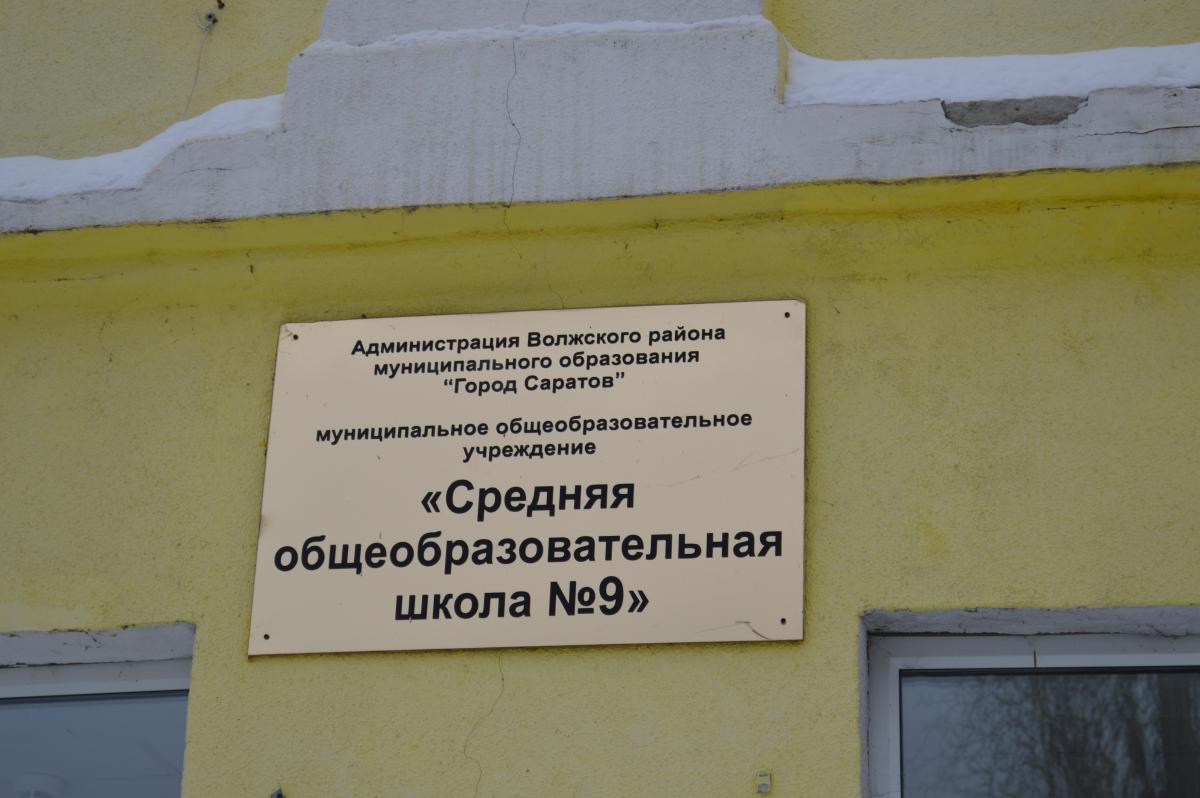 Администрация Волжского района
муниципального образования
“Город Саратов”
муниципальное общеобразовательное
учреждение
«Средняя
общеобразовательная
школа №9»